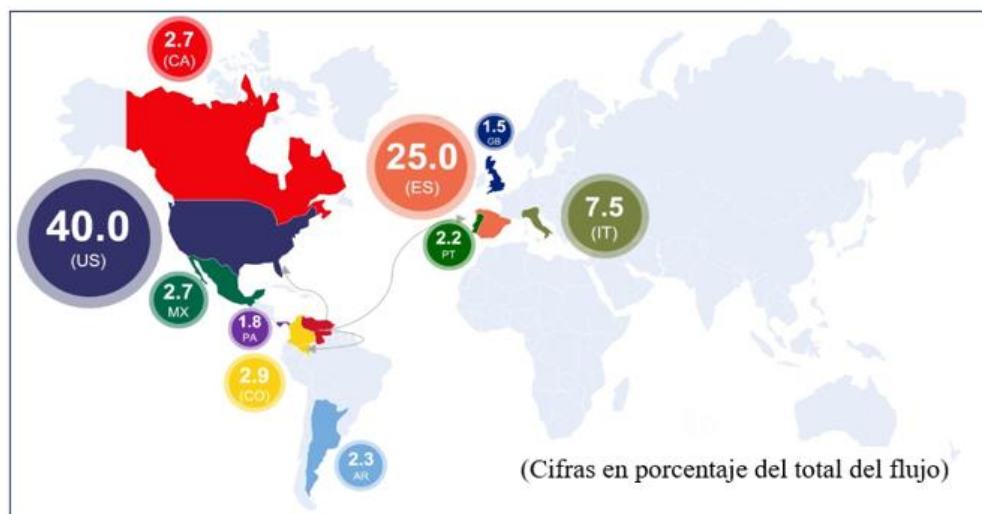 2.7
(CA)
1.5
GB
25.0
(ES)
40.0
(US)
7.5
(IT)
2.2
PT
2.7
MX
1.8
PA
2.9
(CO)
2.3
AR
(Cifras en porcentaje del total del flujo)